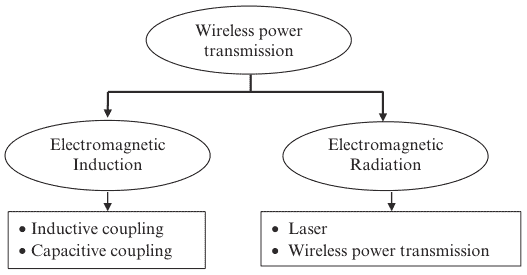 Wireless power
transmission
Electromagnetic
Induction
Electromagnetic
Radiation
• Inductive coupling
• Capacitive coupling
• Laser
• Wireless power transmission